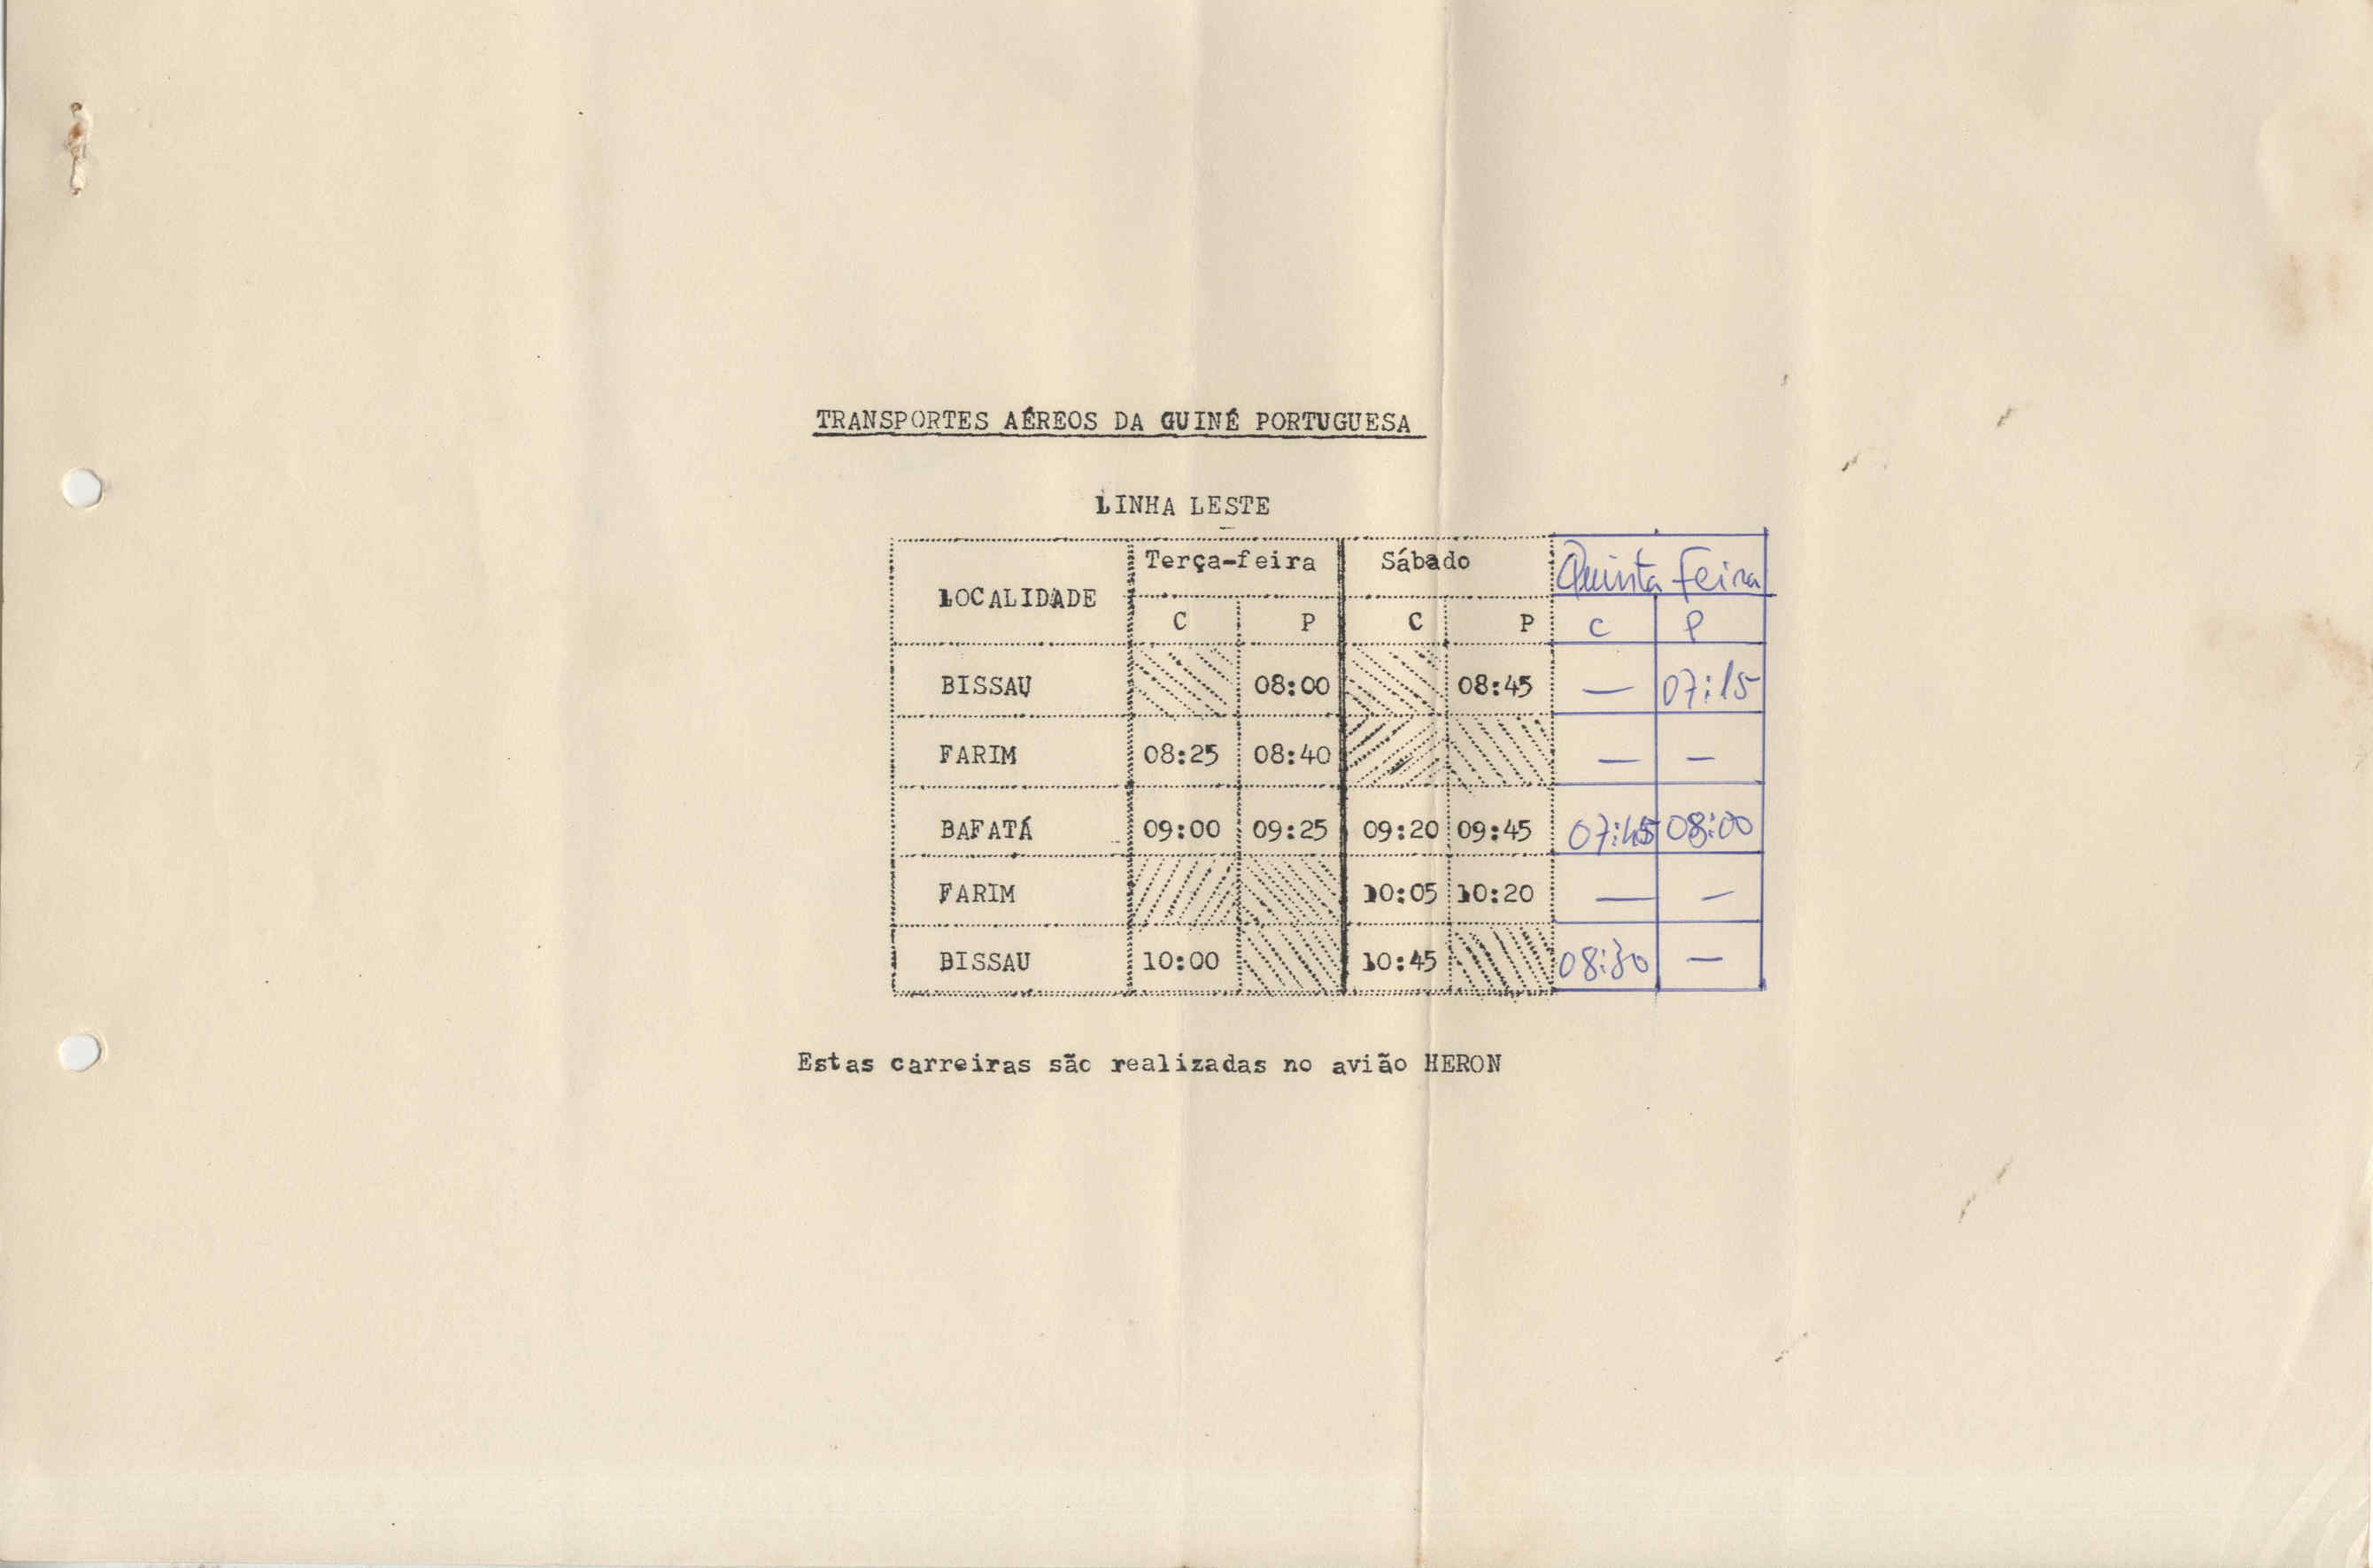 TRANSPORTES AÉREOS DA GUINÉ PORTUGUESA
LINHA LESTE
LOCALIDADE Terça-feira Sábado Quinta Feira
C P C P C P
BISSAU 08:00 08:45 — 07:15
FARIM 08:25 08:40 — —
BAFATÁ 09:00 09:25 09:20 09:45 07:45 08:00
FARIM 10:05 10:20 — —
BISSAU 10:00 10:45 08:30 —
Estas carreiras são realizadas no avião HERON